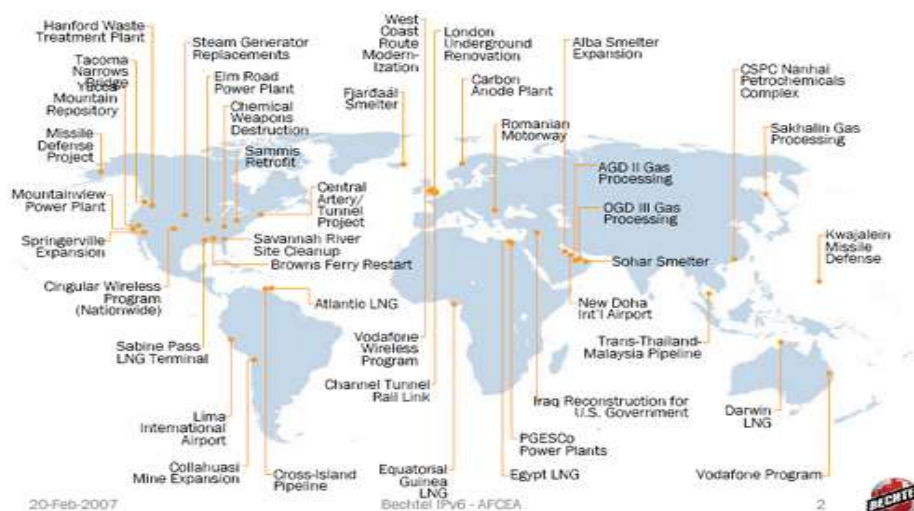 Hanford Waste
Treatment Plant
Tacoma
Narrows
Bridge
Yucca
Mountain
Repository
Missile
Defense Project
Mountainview
Power Plant
Springerville
Expansion
Cingular Wireless
Program
(Nationwide)
Steam Generator
Replacements
Elm Road
Power Plant
Chemical
Weapons
Destruction
Sammis
Retrofit
Central
Artery/
Tunnel
Project
Savannah River
Site Cleanup
Browns Ferry Restart
Atlantic LNG
Sabine Pass
LNG Terminal
Lima
International
Airport
Collahuasi
Mine Expansion
Cross-Island
Pipeline
West
Coast
Route
Modern-
ization
London
Underground
Renovation
Fjarðaál
Smelter
Carbon
Anode Plant
Romanian
Motorway
Alba Smelter
Expansion
AGD II Gas
Processing
OGD III Gas
Processing
CSPC Nanhai
Petrochemicals
Complex
Sakhalin Gas
Processing
Kwajalein
Missile
Defense
Sohar Smelter
New Doha
Int'l Airport
Trans-Thailand-
Malaysia Pipeline
Vodafone
Wireless
Program
Channel Tunnel
Rail Link
Iraq Reconstruction for
U.S. Government
PGESCo
Power Plants
Egypt LNG
Equatorial
Guinea
LNG
Darwin
LNG
Vodafone Program
20-Feb-2007
Bechtel IPv6 - AFCEA
2
BECHTEL